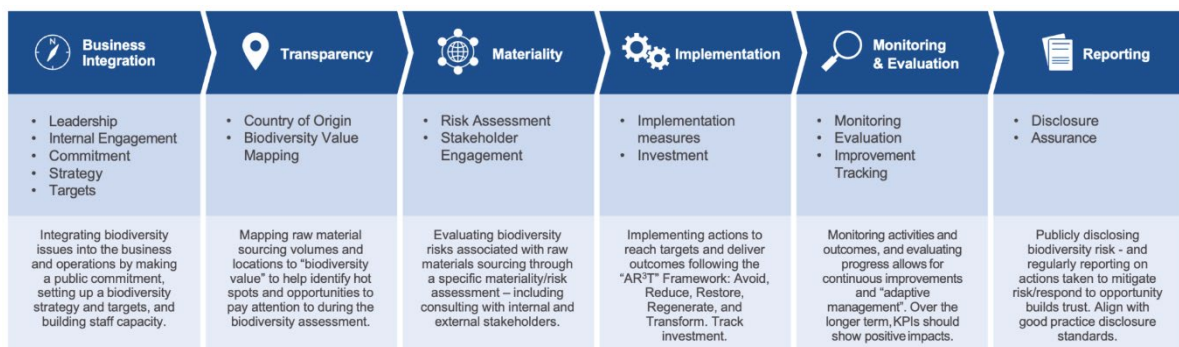 Business
Integration
Transparency
Materiality
Implementation
Monitoring
& Evaluation
Reporting
• Leadership
• Internal Engagement
• Commitment
• Strategy
• Targets
• Country of Origin
• Biodiversity Value
Mapping
• Risk Assessment
• Stakeholder
Engagement
• Implementation
measures
• Investment
• Monitoring
• Evaluation
• Improvement
Tracking
• Disclosure
• Assurance
Integrating biodiversity
issues into the business
and operations by making
a public commitment,
setting up a biodiversity
strategy and targets, and
building staff capacity.
Mapping raw material
sourcing volumes and
locations to “biodiversity
value” to help identify hot
spots and opportunities to
pay attention to during the
biodiversity assessment.
Evaluating biodiversity
risks associated with raw
materials sourcing through
a specific materiality/risk
assessment – including
consulting with internal and
external stakeholders.
Implementing actions to
reach targets and deliver
outcomes following the
“AR³T” Framework: Avoid,
Reduce, Restore,
Regenerate, and
Transform. Track
investment.
Monitoring activities and
outcomes, and evaluating
progress allows for
continuous improvements
and “adaptive
management”. Over the
longer term, KPIs should
show positive impacts.
Publicly disclosing
biodiversity risk - and
regularly reporting on
actions taken to mitigate
risk/respond to opportunity
builds trust. Align with
good practice disclosure
standards.